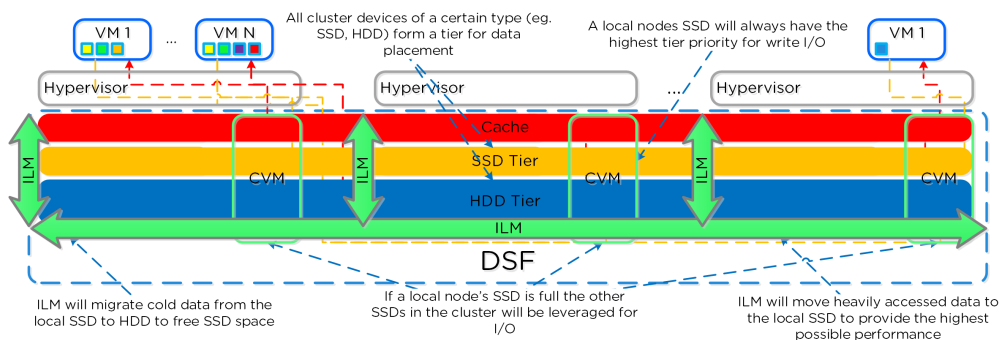 All cluster devices of a certain type (eg.
SSD, HDD) form a tier for data
placement
A local nodes SSD will always have the
highest tier priority for write I/O
VM 1
...
VM N
VM 1
Hypervisor
Hypervisor
...
Hypervisor
Cache
SSD Tier
HDD Tier
ILM
ILM
ILM
CVM
CVM
CVM
ILM
DSF
ILM will migrate cold data from the
local SSD to HDD to free SSD space
If a local node's SSD is full the other
SSDs in the cluster will be leveraged for
I/O
ILM will move heavily accessed data to
the local SSD to provide the highest
possible performance